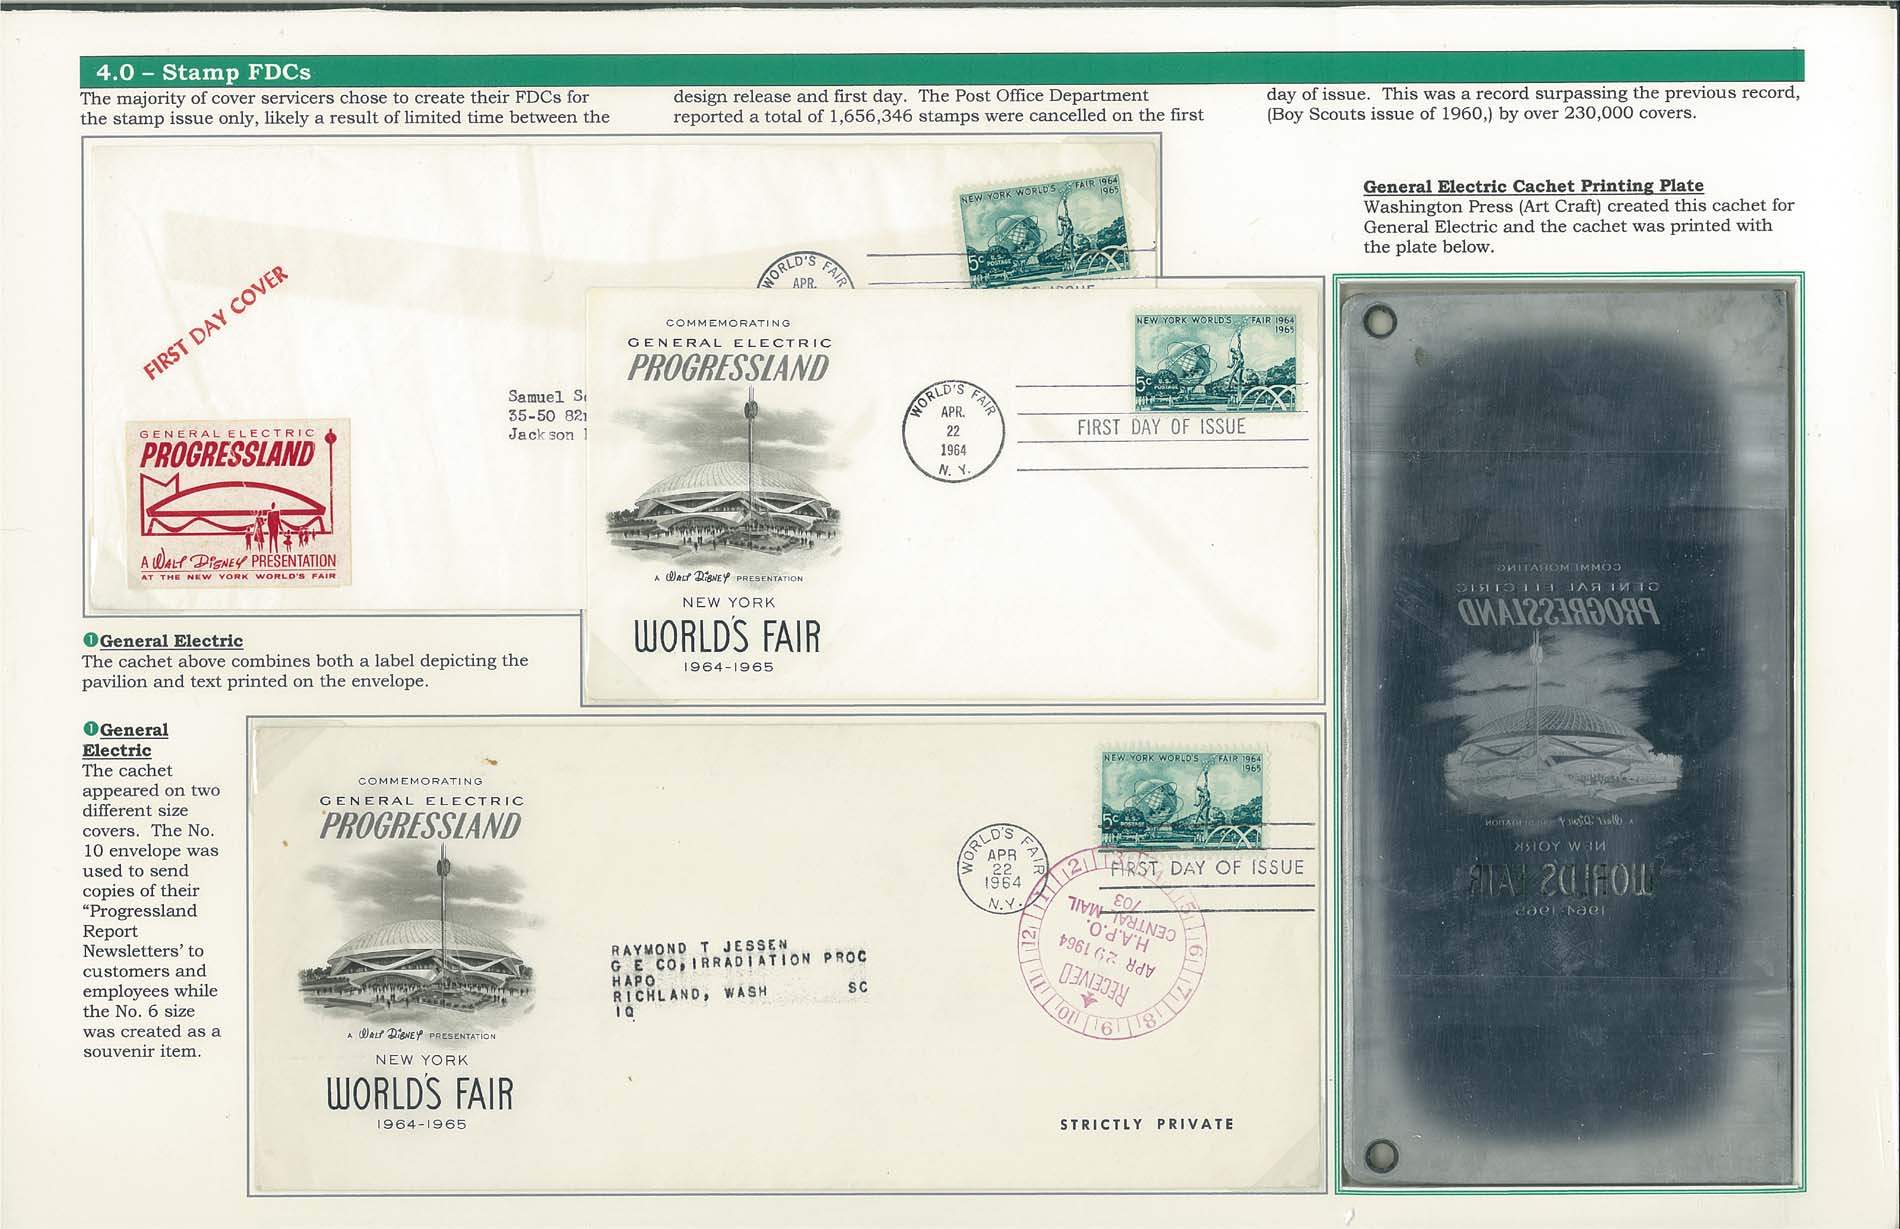 4.0 – Stamp FDCs
The majority of cover servicers chose to create their FDCs for
the stamp issue only, likely a result of limited time between the
design release and first day. The Post Office Department
reported a total of 1,656,346 stamps were cancelled on the first
day of issue. This was a record surpassing the previous record,
(Boy Scouts issue of 1960,) by over 230,000 covers.
FIRST DAY COVER
GENERAL ELECTRIC
PROGRESSLAND
A Walt Disney PRESENTATION
AT THE NEW YORK WORLD'S FAIR
Samuel
35-50 82
Jackson
WORLD'S FAIR
APR.
NEW YORK WORLD'S FAIR 1964
1965
5c U.S.
POSTAGE
COMMEMORATING
GENERAL ELECTRIC
PROGRESSLAND
A Walt Disney PRESENTATION
NEW YORK
WORLD'S FAIR
1964-1965
WORLD'S FAIR
APR.
22
1964
N. Y.
NEW YORK WORLD'S FAIR 1964
1965
5c U.S.
POSTAGE
FIRST DAY OF ISSUE
General Electric Cachet Printing Plate
Washington Press (Art Craft) created this cachet for
General Electric and the cachet was printed with
the plate below.
COMMEMORATING
GENERAL ELECTRIC
PROGRESSLAND
A Walt Disney PRESENTATION
NEW YORK
WORLD'S FAIR
1964-1965
1 General Electric
The cachet above combines both a label depicting the
pavilion and text printed on the envelope.
1 General
Electric
The cachet
appeared on two
different size
covers. The No.
10 envelope was
used to send
copies of their
“Progressland
Report
Newsletters’ to
customers and
employees while
the No. 6 size
was created as a
souvenir item.
COMMEMORATING
GENERAL ELECTRIC
PROGRESSLAND
A Walt Disney PRESENTATION
NEW YORK
WORLD'S FAIR
1964-1965
RAYMOND T JESSEN
G E CO, IRRADIATION PROC
HAPO
RICHLAND, WASH SC
IQ
WORLD'S FAIR
APR
22
1964
N.Y.
NEW YORK WORLD'S FAIR 1964
1965
5c U.S.
POSTAGE
FIRST DAY OF ISSUE
RECEIVED
APR 29 1964
H.A.P.O.
CENTRAL MAIL
703
12 1 2 3 5 6 7 8 9 10 11
STRICTLY PRIVATE